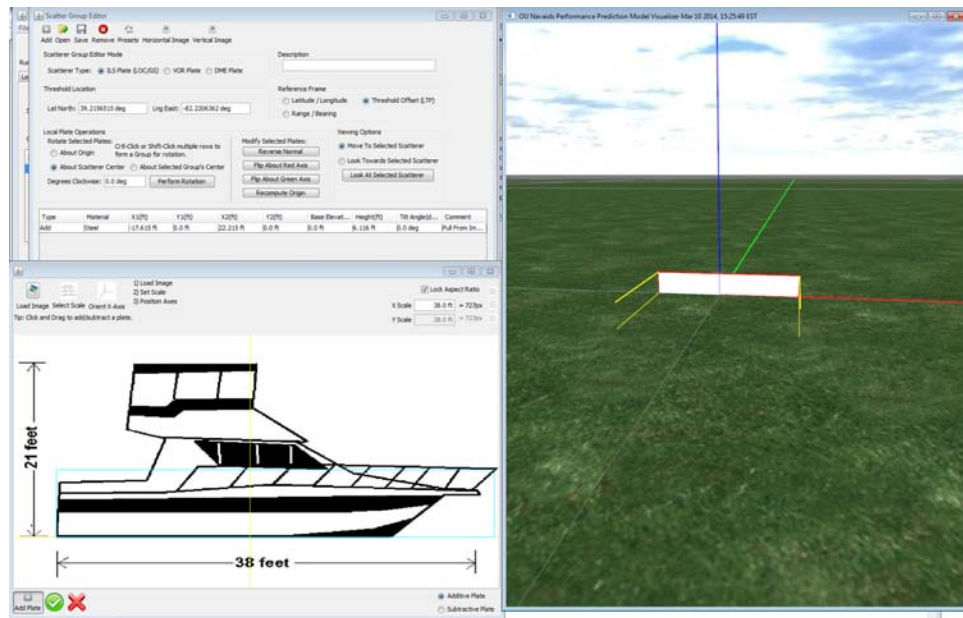 Scatter Group Editor
Add Open Save Remove Presets Horizontal Image Vertical Image
Scatterer Group Editor Mode
Scatterer Type: ILS Plate (LOC/GS) VOR Plate DME Plate
Description
Threshold Location
Lat North: 39.2156515 deg Lng East: -82.2206362 deg
Reference Frame
Latitude / Longitude Threshold Offset (LTP)
Range / Bearing
Local Plate Operations
Rotate Selected Plates:
Ctrl-Click or Shift-Click multiple rows to
form a Group for rotation.
About Origin
About Scatterer Center About Selected Group's Center
Degrees Clockwise: 0.0 deg Perform Rotation
Modify Selected Plates:
Reverse Normal
Flip About Red Axis
Flip About Green Axis
Recompute Origin
Viewing Options
Move To Selected Scatterer
Look Towards Selected Scatterer
Look At Selected Scatterer
Type Material X1(ft) Y1(ft) X2(ft) Y2(ft) Base Elevat... Height(ft) Tilt Angle(d... Comment
Add Steel -17.615 ft 0.0 ft 22.215 ft 0.0 ft 0.0 ft 6.116 ft 0.0 deg Pull From Im...
Load Image Select Scale Orient X-Axis
1) Load Image
2) Set Scale
3) Position Axes
Tip: Click and Drag to add/subtract a plate.
Lock Aspect Ratio
X Scale 38.0 ft = 727px
Y Scale 38.0 ft = 727px
21 feet
38 feet
Add Plate
Additive Plate
Subtractive Plate
OU Navaids Performance Prediction Model Visualizer Mar 10 2014, 15:25:49 EST